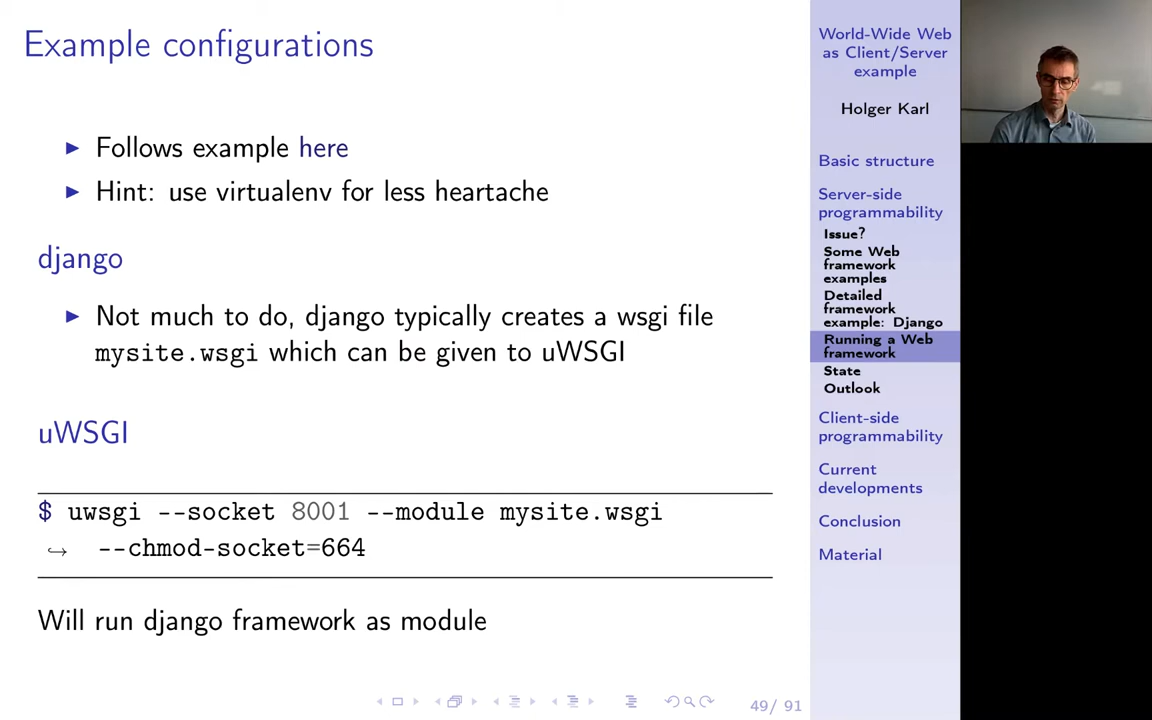 Example configurations
▶ Follows example here
▶ Hint: use virtualenv for less heartache
django
▶ Not much to do, django typically creates a wsgi file
mysite.wsgi which can be given to uWSGI
uWSGI
$ uwsgi --socket 8001 --module mysite.wsgi
↪ --chmod-socket=664
Will run django framework as module
49/ 91
World-Wide Web
as Client/Server
example
Holger Karl
Basic structure
Server-side
programmability
Issue?
Some Web
framework
examples
Detailed
framework
example: Django
Running a Web
framework
State
Outlook
Client-side
programmability
Current
developments
Conclusion
Material